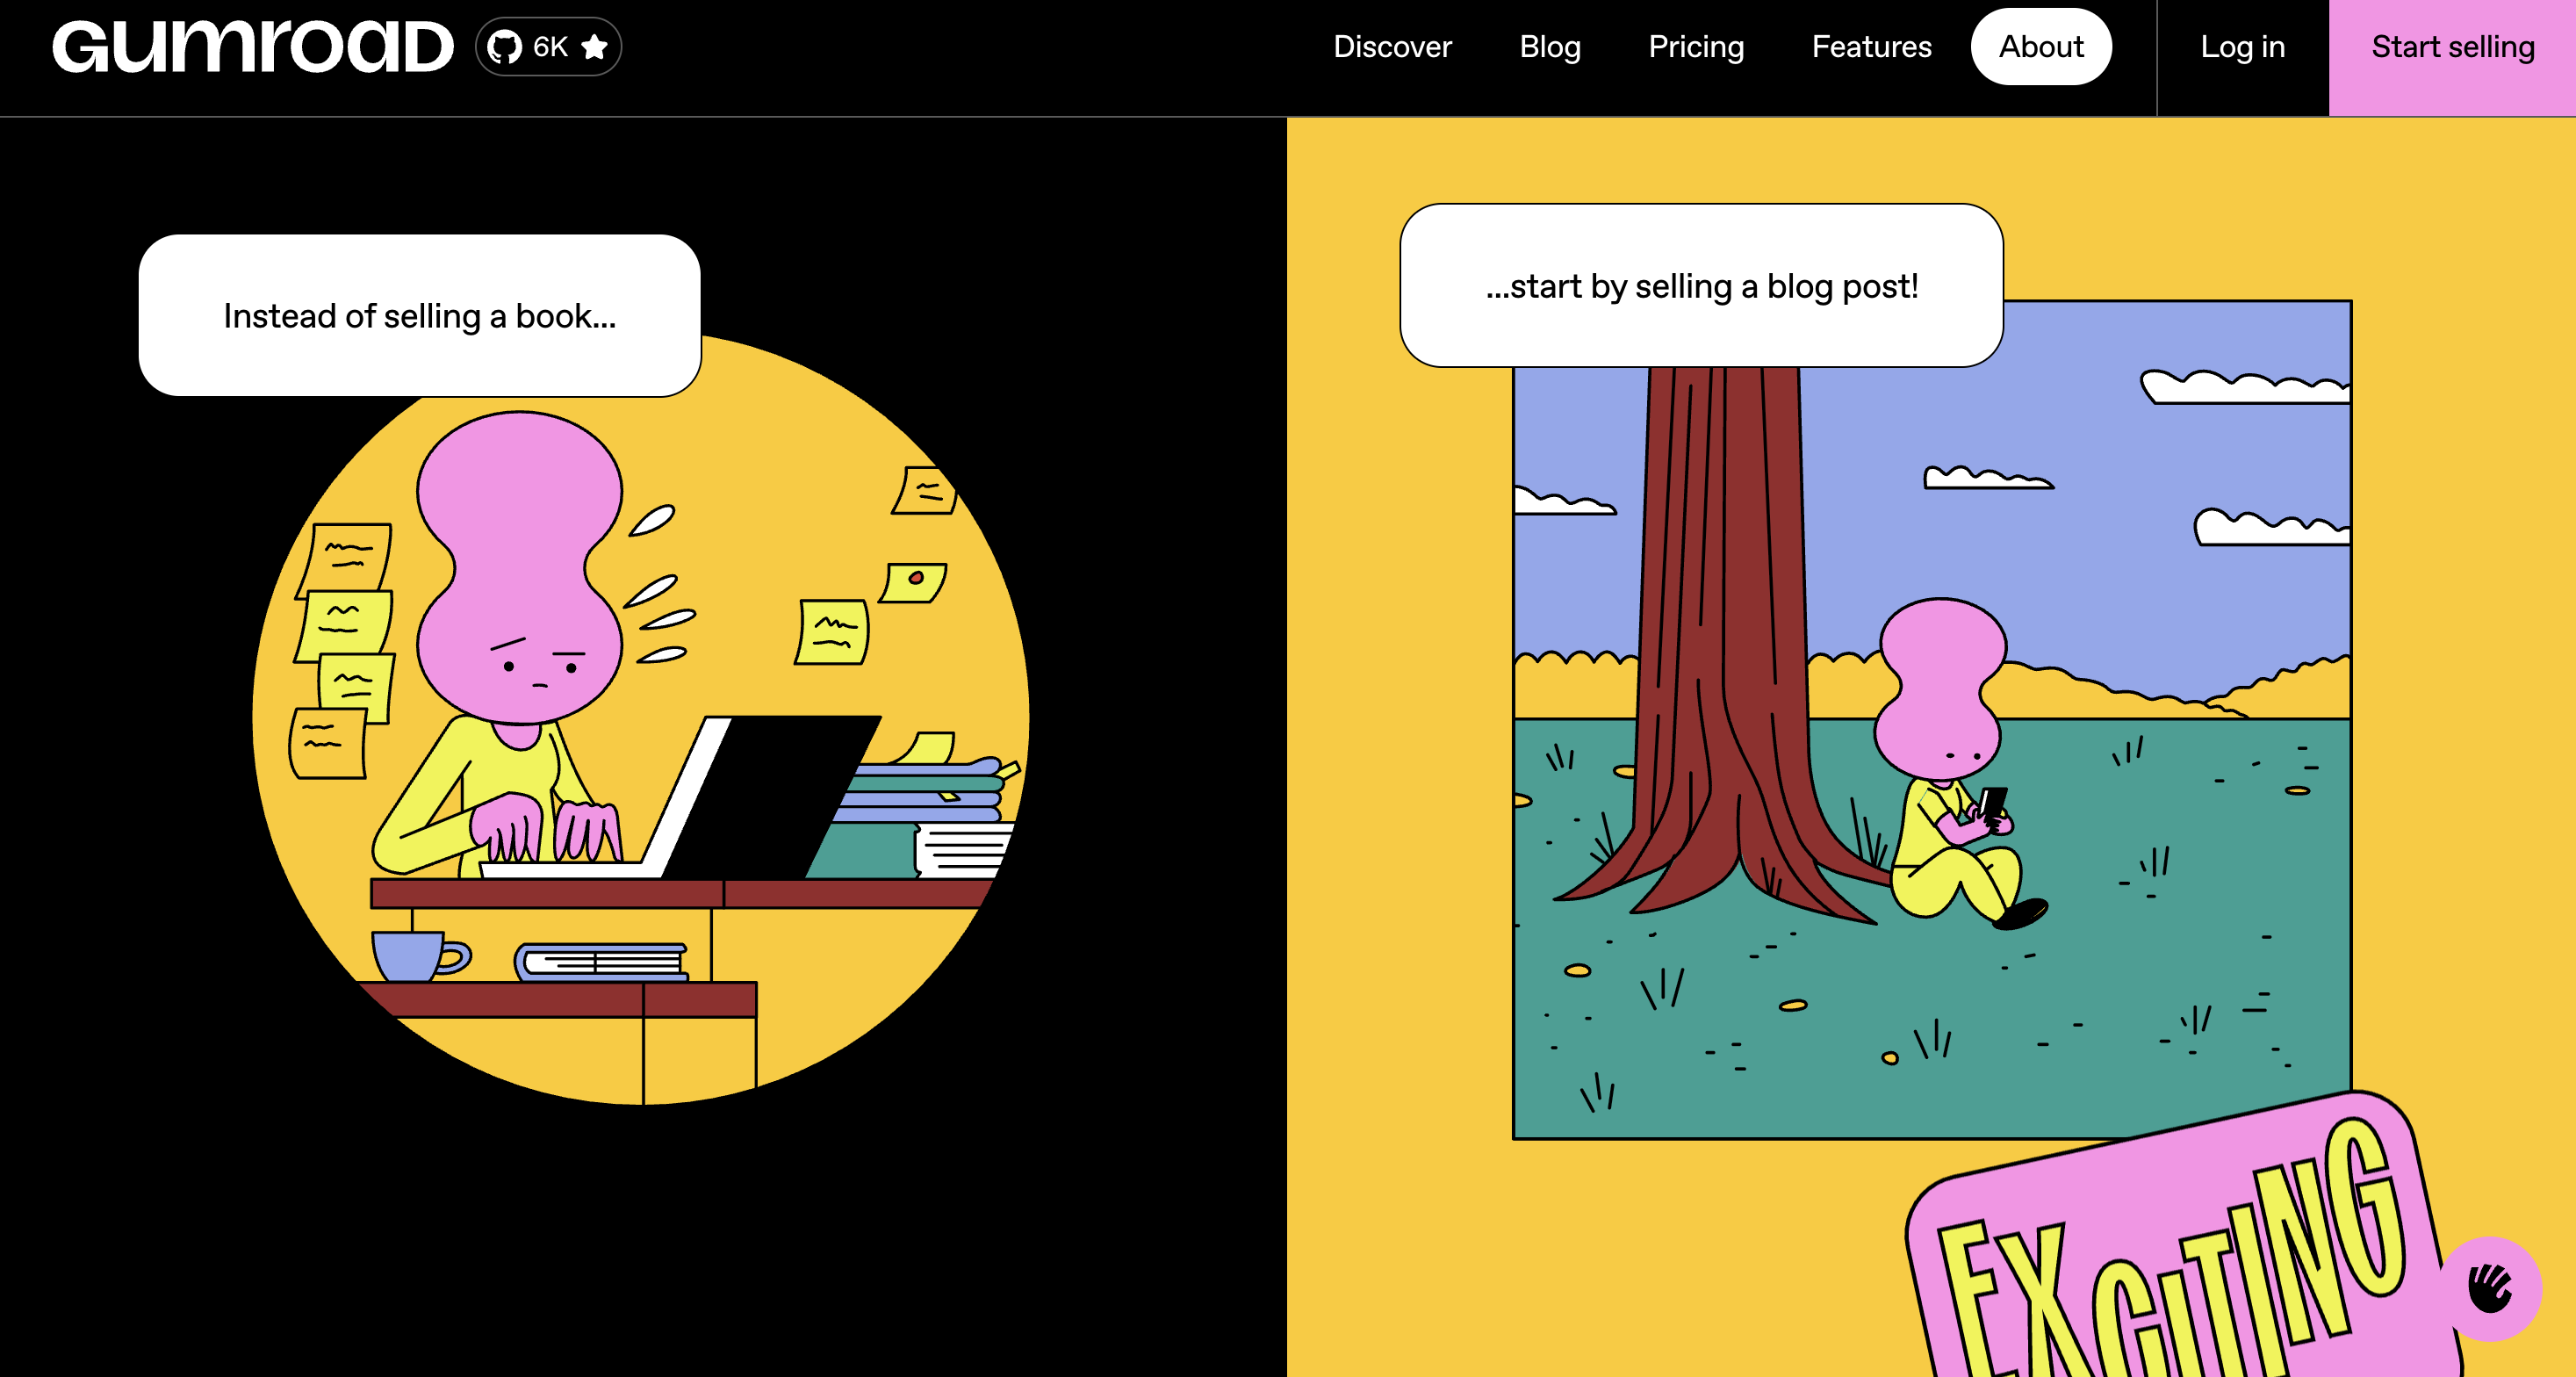 Gumroad
6K
Discover
Blog
Pricing
Features
About
Log in
Start selling
Instead of selling a book...
...start by selling a blog post!
EXCITING